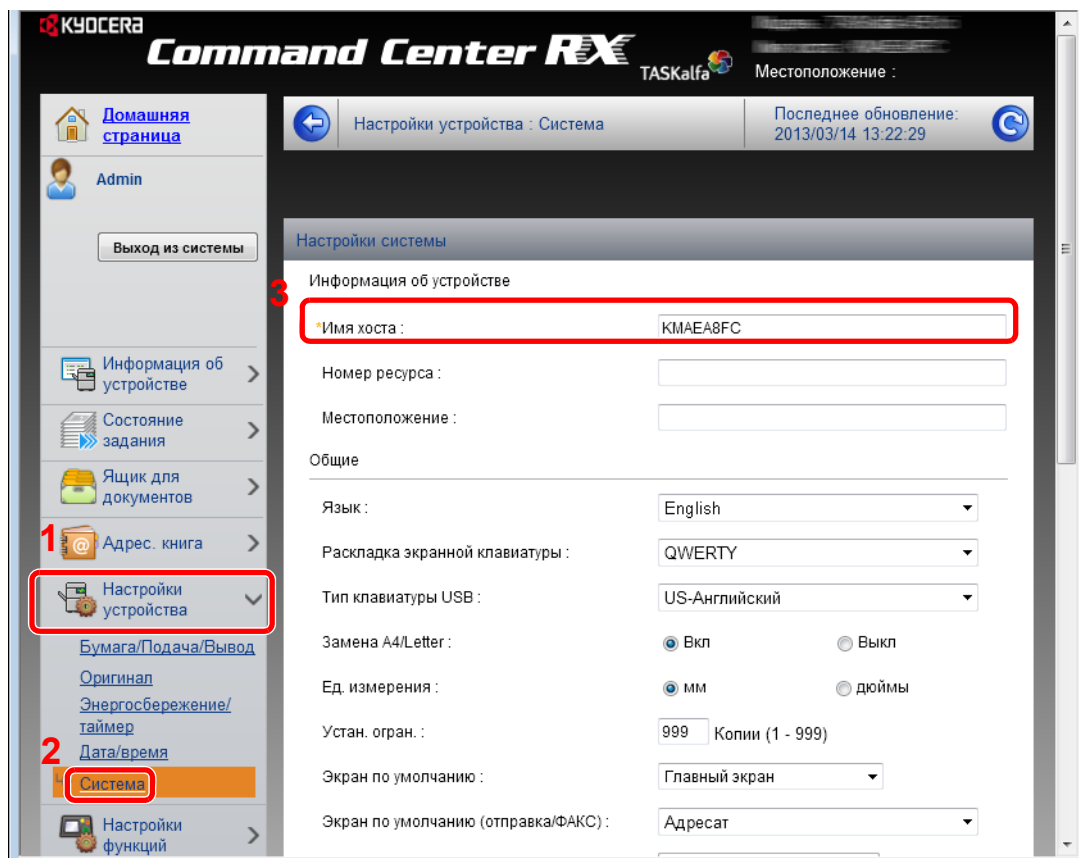 KYOCERA
Command Center RX
TASKalfa
Местоположение :
Домашняя
страница
Настройки устройства : Система
Последнее обновление:
2013/03/14 13:22:29
Admin
Выход из системы
Настройки системы
Информация об устройстве
3
*Имя хоста :
KMAEA8FC
Номер ресурса :
Местоположение :
Информация об
устройстве
Состояние
задания
Ящик для
документов
1
Адрес. книга
Настройки
устройства
Бумага/Подача/Вывод
Оригинал
Энергосбережение/
таймер
Дата/время
2
Система
Настройки
функций
Общие
Язык :
English
Раскладка экранной клавиатуры :
QWERTY
Тип клавиатуры USB :
US-Английский
Замена A4/Letter :
Вкл
Выкл
Ед. измерения :
мм
дюймы
Устан. огран. :
999 Копии (1 - 999)
Экран по умолчанию :
Главный экран
Экран по умолчанию (отправка/ФАКС) :
Адресат